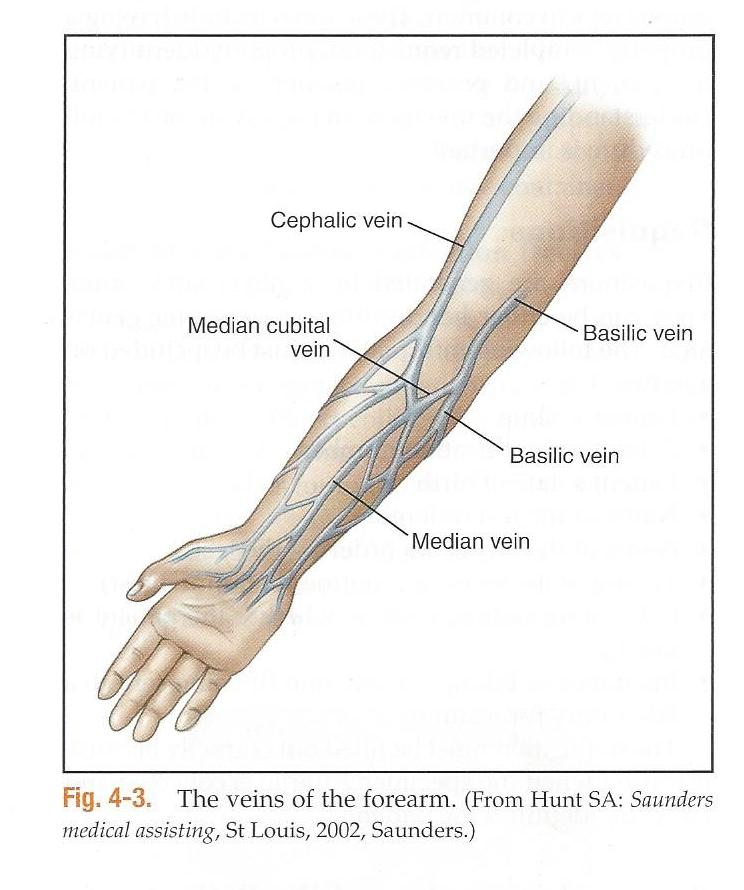 Cephalic vein
Median cubital
vein
Basilic vein
Basilic vein
Median vein
Fig. 4-3. The veins of the forearm. (From Hunt SA: Saunders
medical assisting, St Louis, 2002, Saunders.)